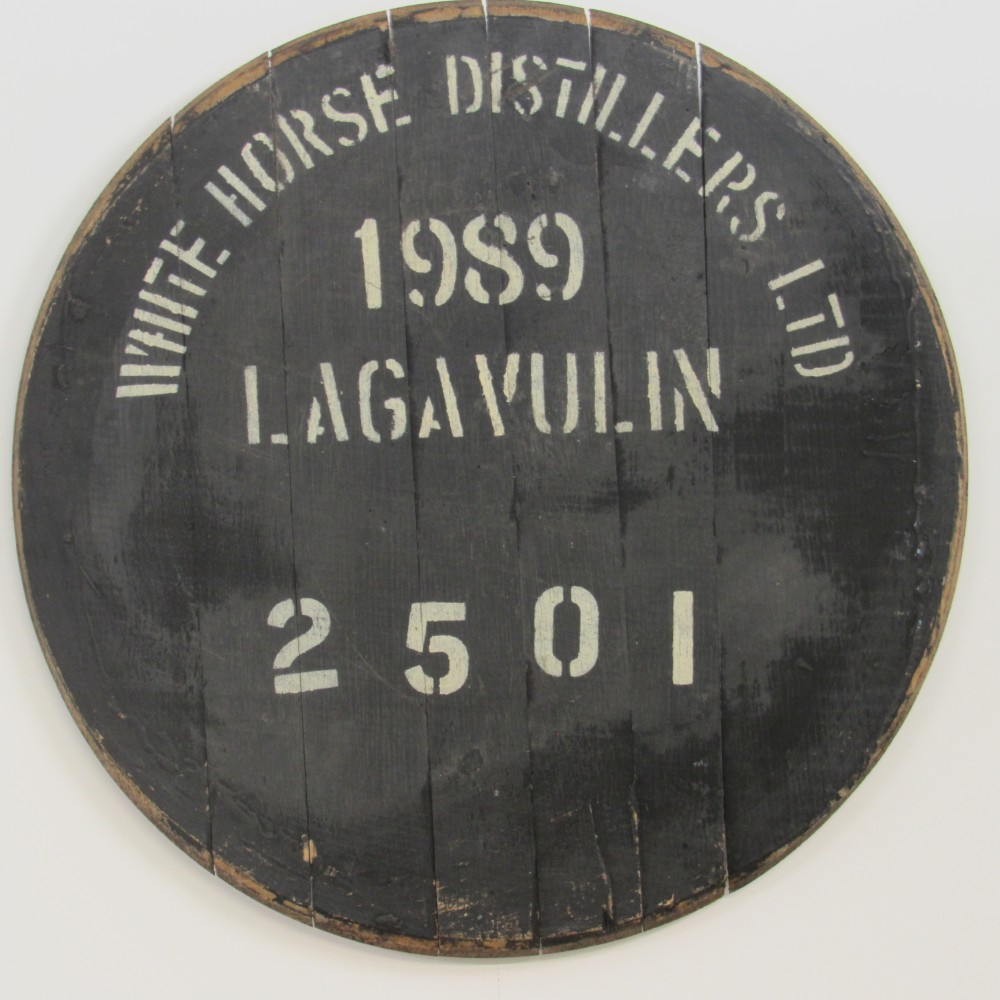 WHITE HORSE DISTILLERS LTD
1989
LAGAVULIN
2501